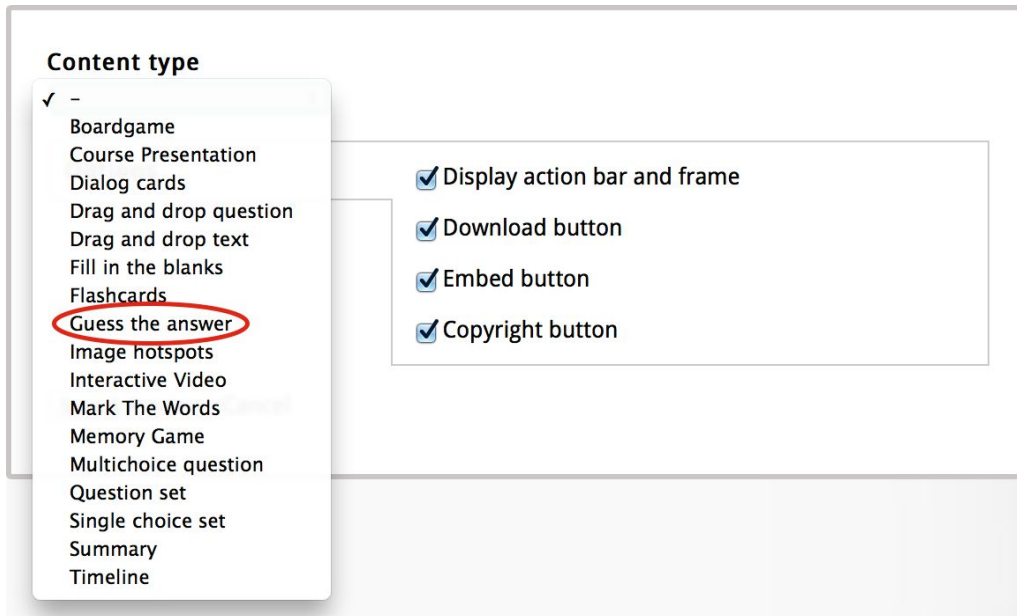 Content type
✓ –
Boardgame
Course Presentation
Dialog cards
Drag and drop question
Drag and drop text
Fill in the blanks
Flashcards
Guess the answer
Image hotspots
Interactive Video
Mark The Words
Memory Game
Multichoice question
Question set
Single choice set
Summary
Timeline
Display action bar and frame
Download button
Embed button
Copyright button
Cancel